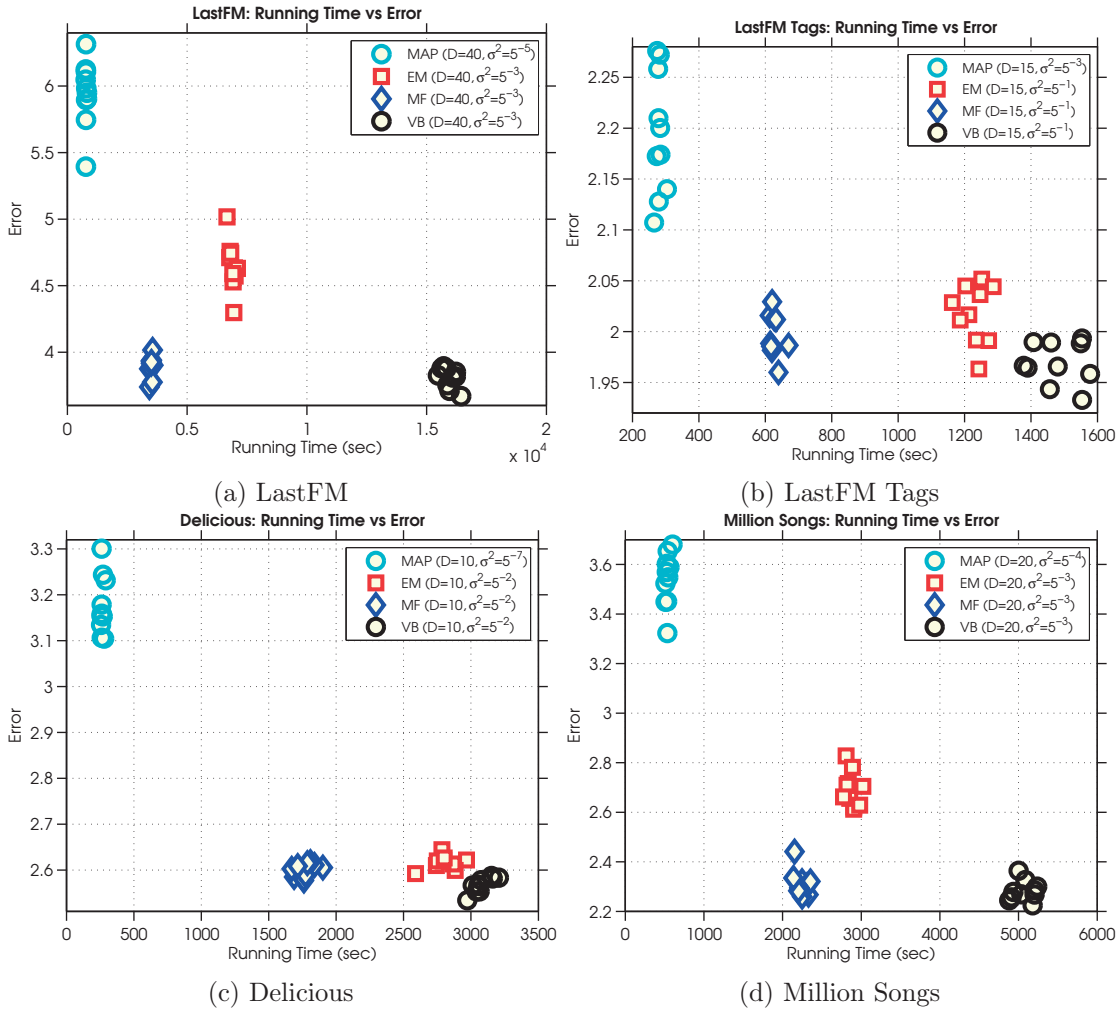 LastFM: Running Time vs Error
Error
6
5.5
5
4.5
4
MAP (D=40, σ²=5⁻⁵)
EM (D=40, σ²=5⁻³)
MF (D=40, σ²=5⁻³)
VB (D=40, σ²=5⁻³)
0 0.5 1 1.5 2
Running Time (sec)
x 10⁴
(a) LastFM
LastFM Tags: Running Time vs Error
Error
2.25
2.2
2.15
2.1
2.05
2
1.95
MAP (D=15, σ²=5⁻³)
EM (D=15, σ²=5⁻¹)
MF (D=15, σ²=5⁻¹)
VB (D=15, σ²=5⁻¹)
200 400 600 800 1000 1200 1400 1600
Running Time (sec)
(b) LastFM Tags
Delicious: Running Time vs Error
Error
3.3
3.2
3.1
3
2.9
2.8
2.7
2.6
MAP (D=10, σ²=5⁻⁷)
EM (D=10, σ²=5⁻²)
MF (D=10, σ²=5⁻²)
VB (D=10, σ²=5⁻²)
0 500 1000 1500 2000 2500 3000 3500
Running Time (sec)
(c) Delicious
Million Songs: Running Time vs Error
Error
3.6
3.4
3.2
3
2.8
2.6
2.4
2.2
MAP (D=20, σ²=5⁻⁴)
EM (D=20, σ²=5⁻³)
MF (D=20, σ²=5⁻³)
VB (D=20, σ²=5⁻³)
0 1000 2000 3000 4000 5000 6000
Running Time (sec)
(d) Million Songs